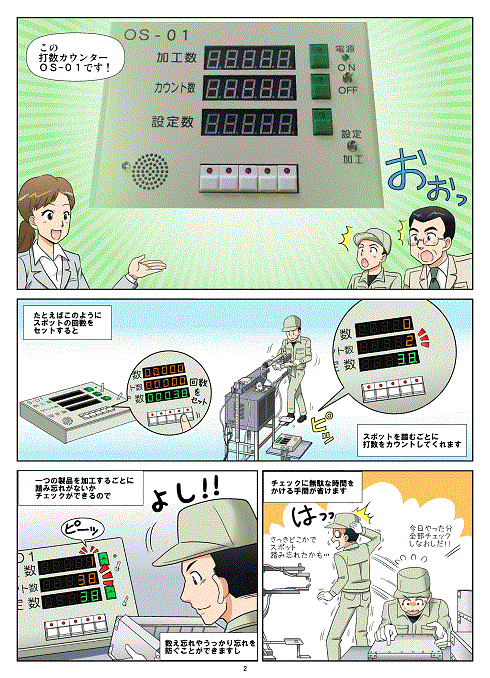 この
打数カウンター
OS-01です!
OS-01
加工数
カウント数
設定数
電源
ON
OFF
設定
加工
おおっ
たとえばこのように
スポットの回数を
セットすると
回数
を
セット
数
ト数
数
0
2
38
ピッ
スポットを踏むごとに
打数をカウントしてくれます
一つの製品を加工するごとに
踏み忘れがないか
チェックができるので
ピーッ
よし!!
01
数
ト数
定数
1
38
38
数え忘れやうっかり忘れを
防ぐことができますし
チェックに無駄な時間を
かける手間が省けます
はっっ
さっきどこかで
スポット
踏み忘れたかも…
今日やった分
全部チェック
しなおしだ!!
2